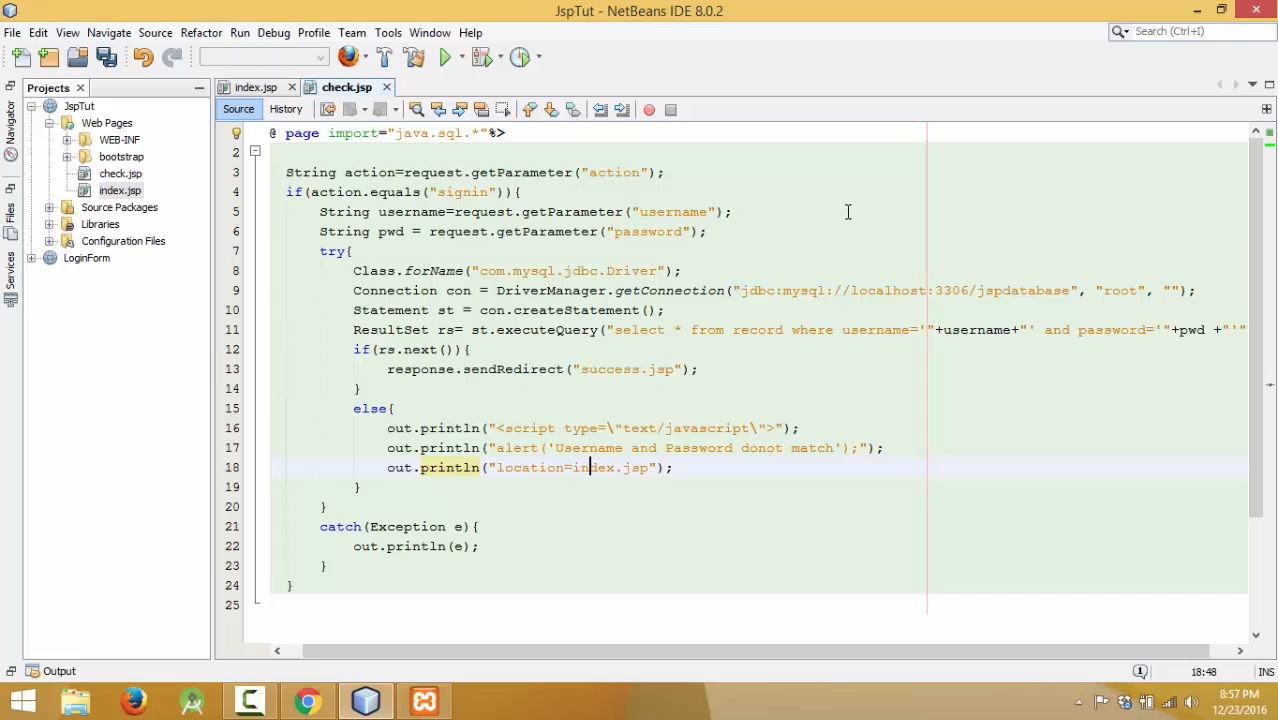 JspTut - NetBeans IDE 8.0.2
File Edit View Navigate Source Refactor Run Debug Profile Team Tools Window Help
Search (Ctrl+I)
Projects
index.jsp
check.jsp
Navigator
Files
Services
JspTut
Web Pages
WEB-INF
bootstrap
check.jsp
index.jsp
Source Packages
Libraries
Configuration Files
LoginForm
Source History
@ page import="java.sql.*"%>
2
3 String action=request.getParameter("action");
4 if(action.equals("signin")){
5 String username=request.getParameter("username");
6 String pwd = request.getParameter("password");
7 try{
8 Class.forName("com.mysql.jdbc.Driver");
9 Connection con = DriverManager.getConnection("jdbc:mysql://localhost:3306/jspdatabase", "root", "");
10 Statement st = con.createStatement();
11 ResultSet rs= st.executeQuery("select * from record where username='"+username+"' and password='"+pwd +"'"
12 if(rs.next()){
13 response.sendRedirect("success.jsp");
14 }
15 else{
16 out.println("<script type=\"text/javascript\">");
17 out.println("alert('Username and Password donot match');");
18 out.println("location=index.jsp");
19 }
20 }
21 catch(Exception e){
22 out.println(e);
23 }
24 }
25
Output
1
18:48 INS
8:57 PM
12/23/2016